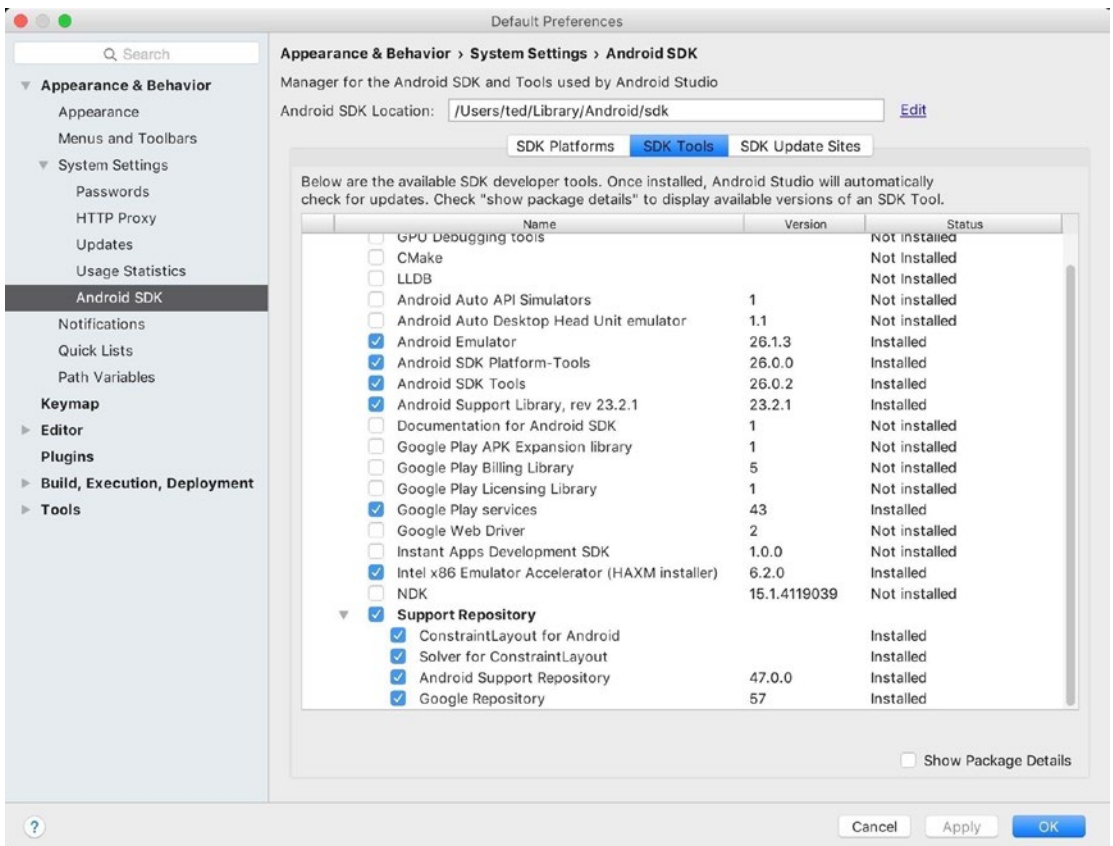 Default Preferences
Search
Appearance & Behavior
Appearance
Menus and Toolbars
System Settings
Passwords
HTTP Proxy
Updates
Usage Statistics
Android SDK
Notifications
Quick Lists
Path Variables
Keymap
Editor
Plugins
Build, Execution, Deployment
Tools
Appearance & Behavior › System Settings › Android SDK
Manager for the Android SDK and Tools used by Android Studio
Android SDK Location: /Users/ted/Library/Android/sdk Edit
SDK Platforms SDK Tools SDK Update Sites
Below are the available SDK developer tools. Once installed, Android Studio will automatically
check for updates. Check "show package details" to display available versions of an SDK Tool.
Name Version Status
GPU Debugging tools Not Installed
CMake Not Installed
LLDB Not Installed
Android Auto API Simulators 1 Not installed
Android Auto Desktop Head Unit emulator 1.1 Not installed
Android Emulator 26.1.3 Installed
Android SDK Platform-Tools 26.0.0 Installed
Android SDK Tools 26.0.2 Installed
Android Support Library, rev 23.2.1 23.2.1 Installed
Documentation for Android SDK 1 Not installed
Google Play APK Expansion library 1 Not installed
Google Play Billing Library 5 Not installed
Google Play Licensing Library 1 Not installed
Google Play services 43 Installed
Google Web Driver 2 Not installed
Instant Apps Development SDK 1.0.0 Not installed
Intel x86 Emulator Accelerator (HAXM installer) 6.2.0 Installed
NDK 15.1.4119039 Not installed
Support Repository
ConstraintLayout for Android Installed
Solver for ConstraintLayout Installed
Android Support Repository 47.0.0 Installed
Google Repository 57 Installed
Show Package Details
? Cancel Apply OK